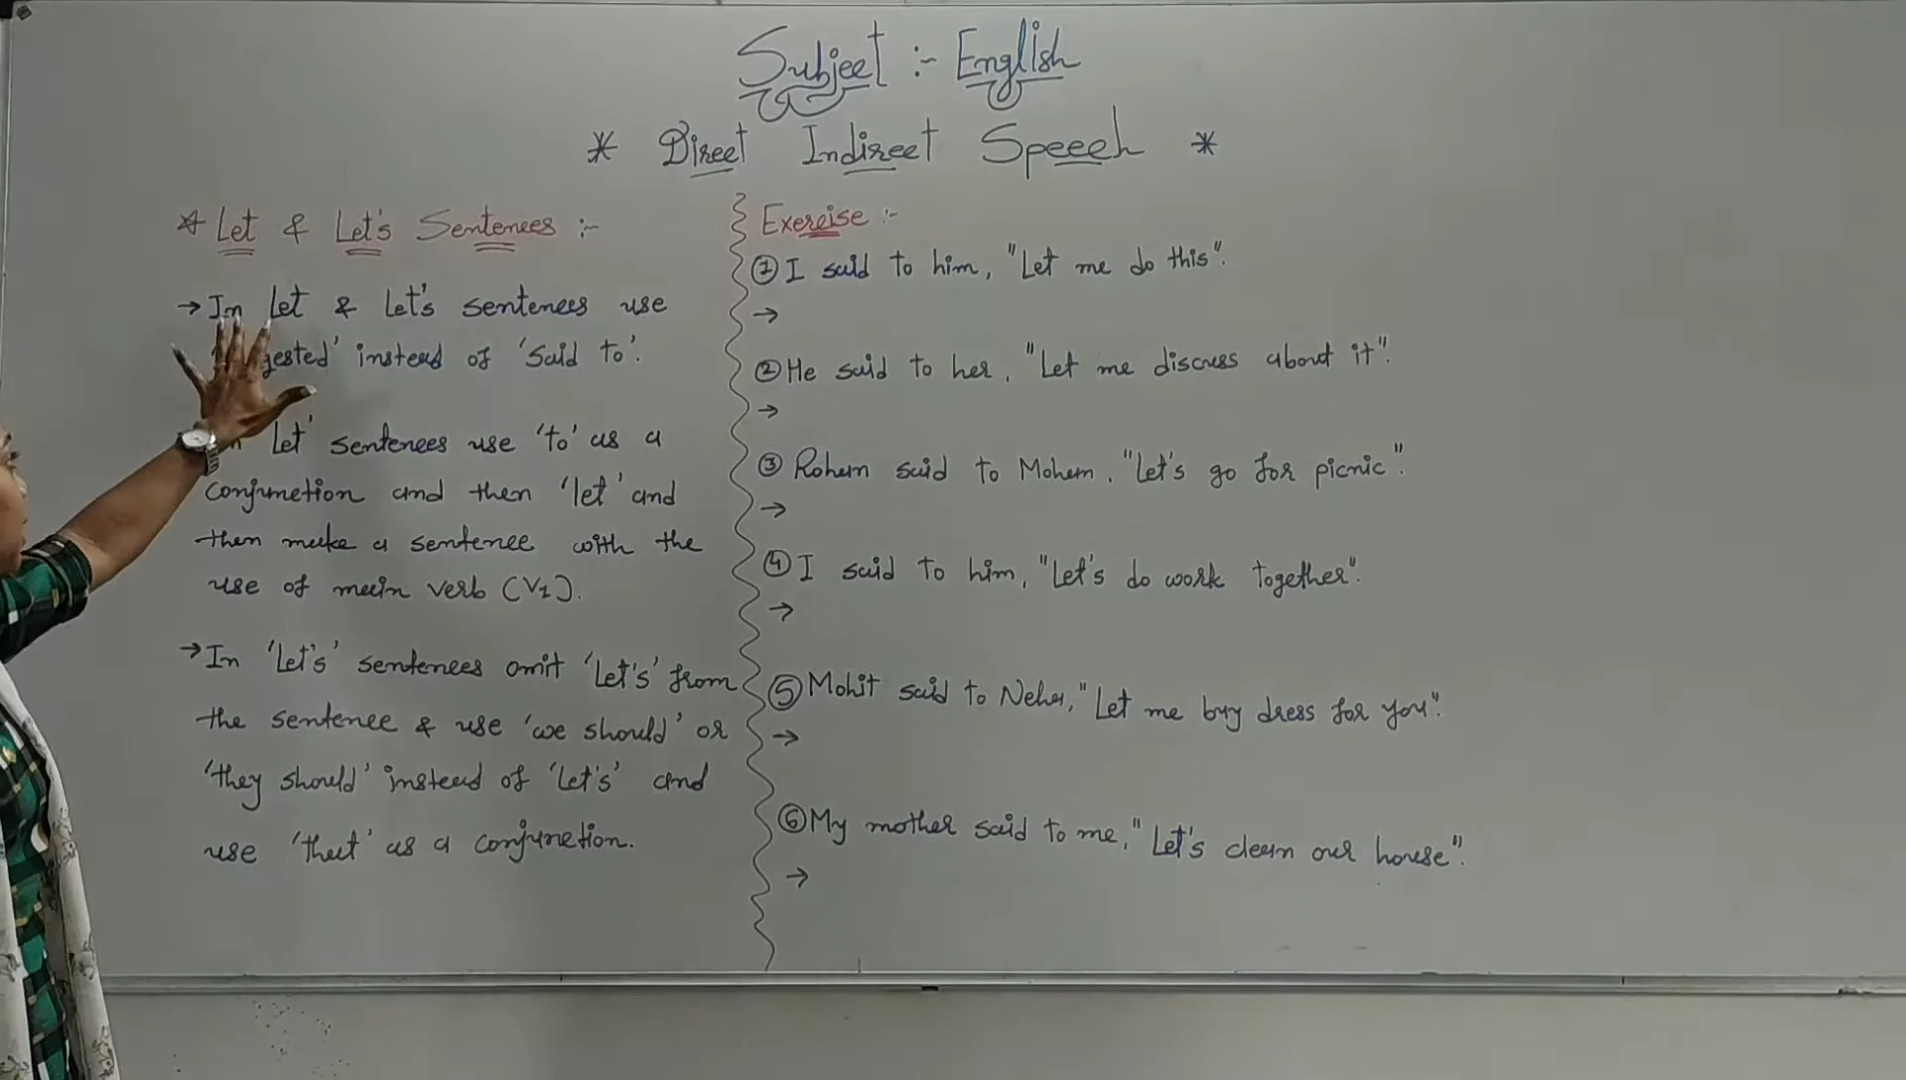 Subject :- English
* Direct Indirect Speech *
* Let & Let's Sentences :-
→ In let & let's sentences use
gested' instead of 'said to'.
let' sentences use 'to' as a
conjunction and then 'let' and
then make a sentence with the
use of main verb (V1).
→ In 'Let's' sentences omit 'Let's' from
the sentence & use 'we should' or
'they should' instead of 'Let's' and
use 'that' as a conjunction.
Exercise :-
① I said to him, "Let me do this".
→
② He said to her, "Let me discuss about it".
→
③ Rohan said to Mohan, "Let's go for picnic".
→
④ I said to him, "Let's do work together".
→
⑤ Mohit said to Neha, "Let me buy dress for you".
→
⑥ My mother said to me, "Let's clean our house".
→